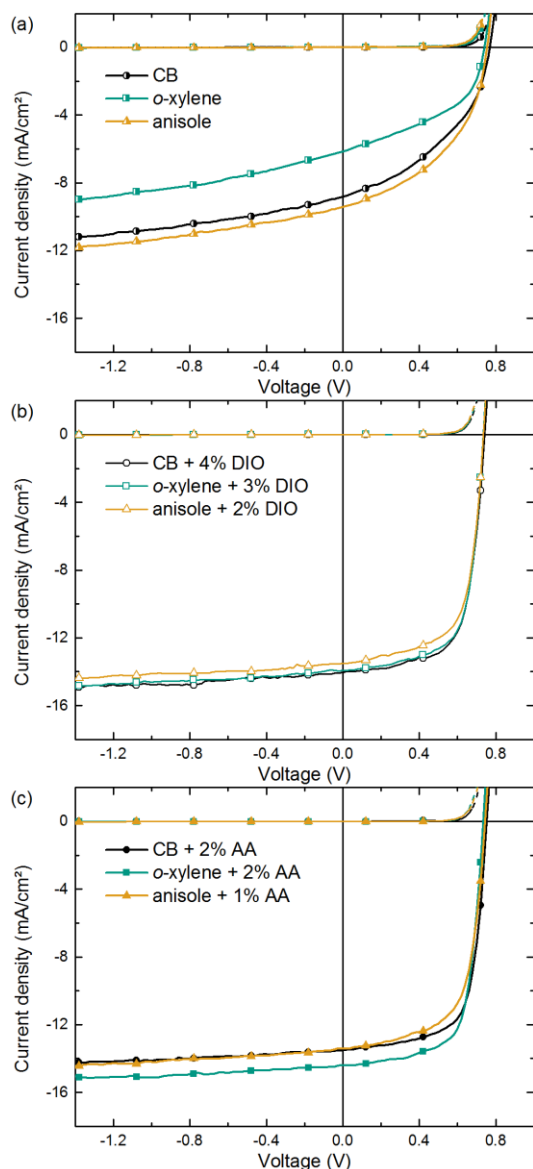 (a)
0
CB
o-xylene
anisole
-4
-8
-12
-16
Current density (mA/cm²)
-1.2 -0.8 -0.4 0.0 0.4 0.8
Voltage (V)
(b)
0
CB + 4% DIO
o-xylene + 3% DIO
anisole + 2% DIO
-4
-8
-12
-16
Current density (mA/cm²)
-1.2 -0.8 -0.4 0.0 0.4 0.8
Voltage (V)
(c)
0
CB + 2% AA
o-xylene + 2% AA
anisole + 1% AA
-4
-8
-12
-16
Current density (mA/cm²)
-1.2 -0.8 -0.4 0.0 0.4 0.8
Voltage (V)